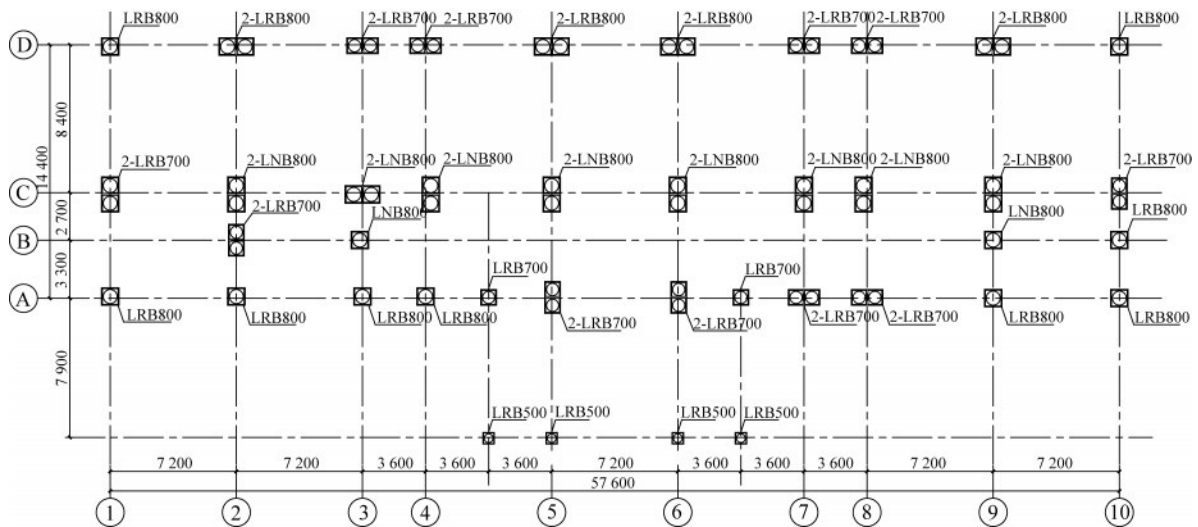 LRB800 2-LRB800 2-LRB700 2-LRB700 2-LRB800 2-LRB800 2-LRB700 2-LRB700 2-LRB800 LRB800
D
8 400
14 400
2-LRB700 2-LNB800 2-LNB800 2-LNB800 2-LNB800 2-LNB800 2-LNB800 2-LNB800 2-LNB800 2-LRB700
C
2 700
2-LRB700 LNB800 LNB800 LRB800
B
3 300
LRB700 LRB700
A
LRB800 LRB800 LRB800 LRB800 2-LRB700 2-LRB700 2-LRB700 2-LRB700 LRB800 LRB800
7 900
LRB500 LRB500 LRB500 LRB500
7 200 7 200 3 600 3 600 3 600 7 200 3 600 3 600 3 600 7 200 7 200
57 600
1 2 3 4 5 6 7 8 9 10